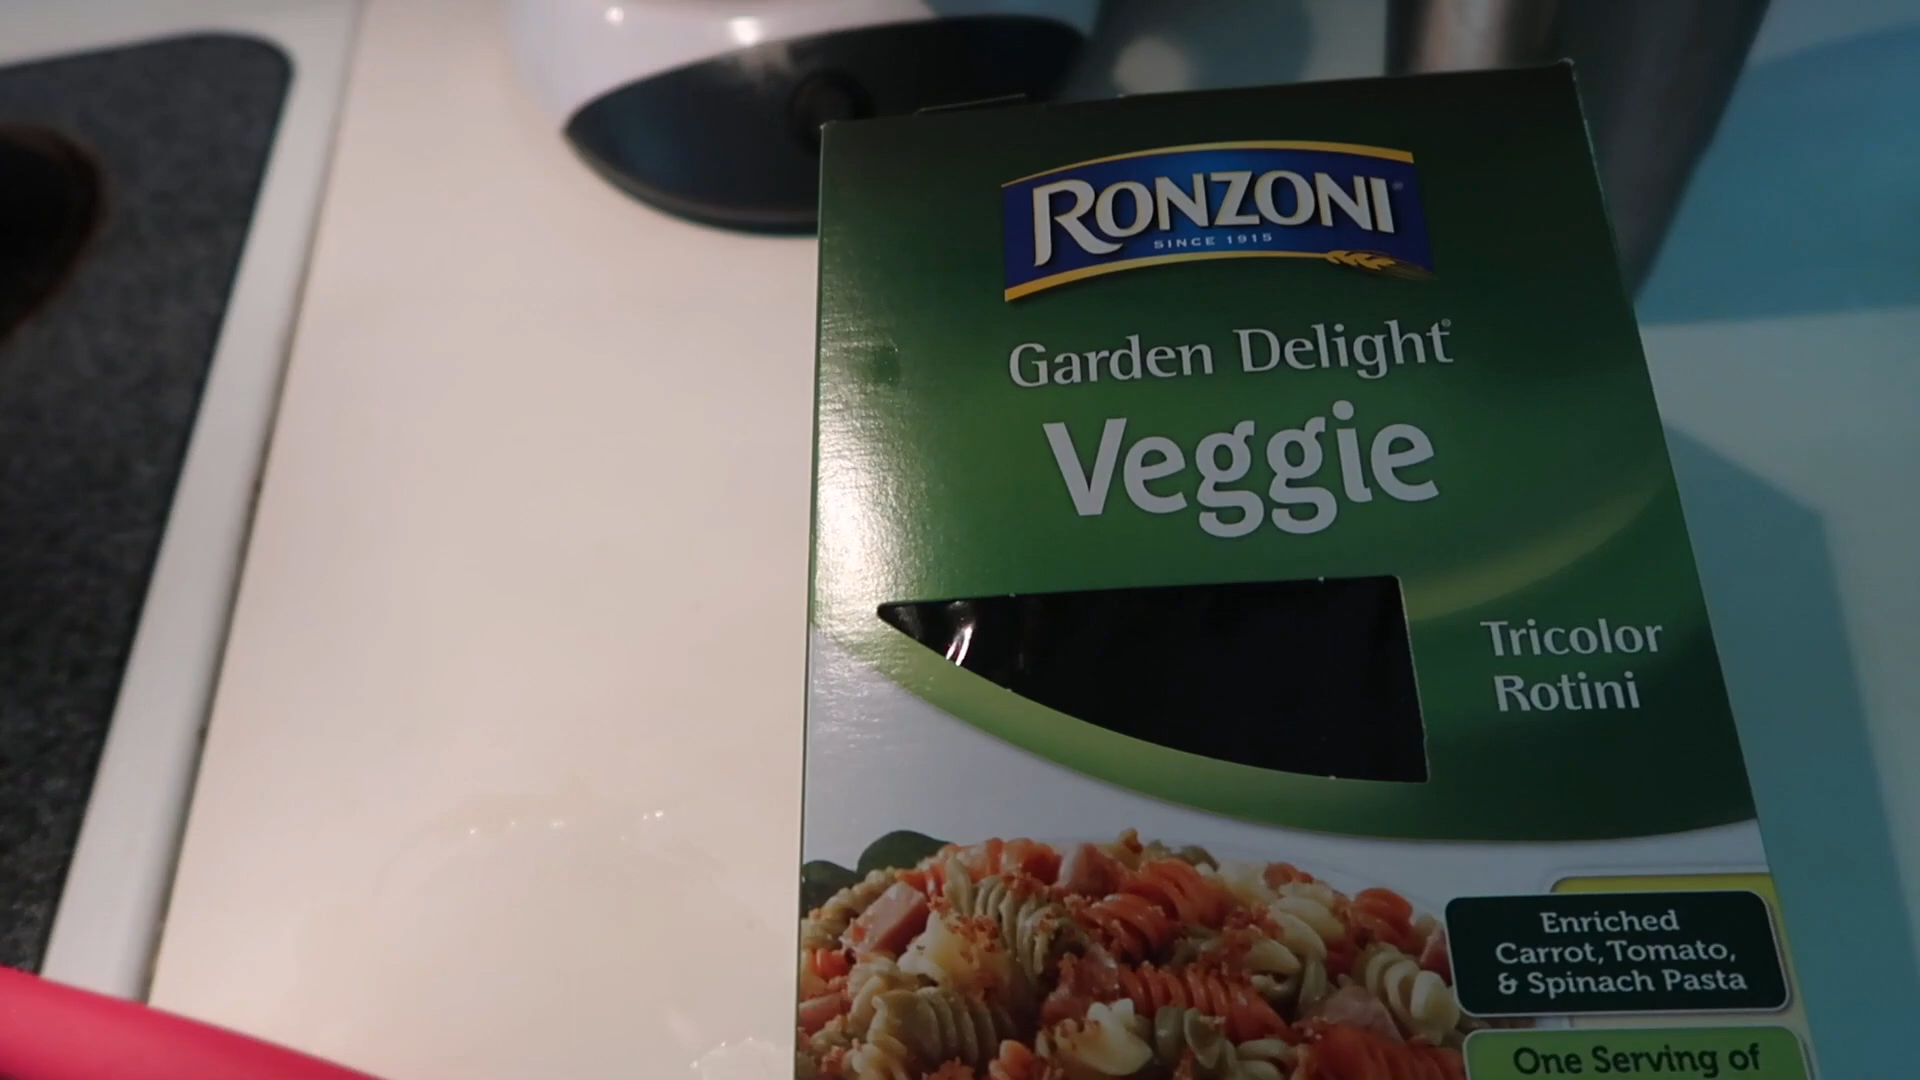 RONZONI®
SINCE 1915
Garden Delight®
Veggie
Tricolor
Rotini
Enriched
Carrot, Tomato,
& Spinach Pasta
One Serving of